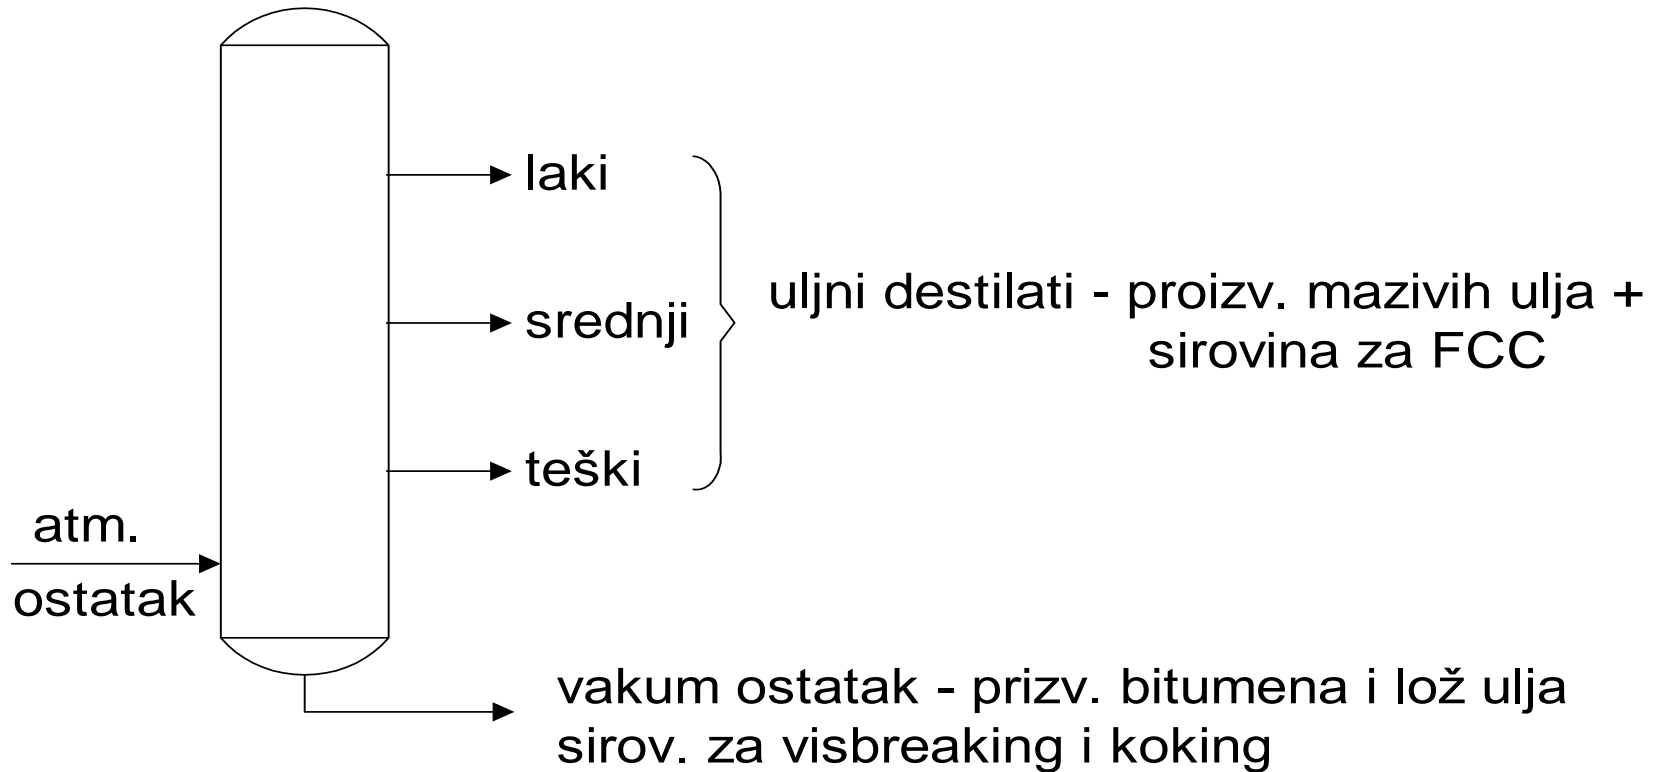 laki
srednji
teški
uljni destilati - proizv. mazivih ulja +
sirovina za FCC
atm.
ostatak
vakum ostatak - prizv. bitumena i lož ulja
sirov. za visbreaking i koking